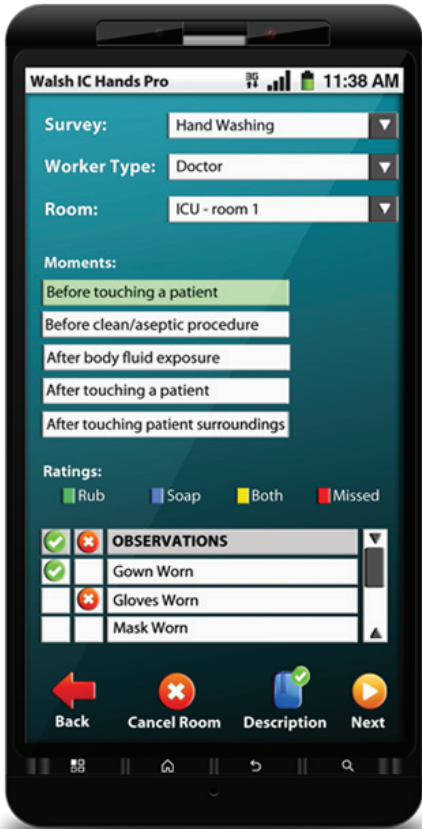 Walsh IC Hands Pro 3G 11:38 AM
Survey: Hand Washing
Worker Type: Doctor
Room: ICU - room 1
Moments:
Before touching a patient
Before clean/aseptic procedure
After body fluid exposure
After touching a patient
After touching patient surroundings
Ratings:
Rub Soap Both Missed
OBSERVATIONS
Gown Worn
Gloves Worn
Mask Worn
Back Cancel Room Description Next